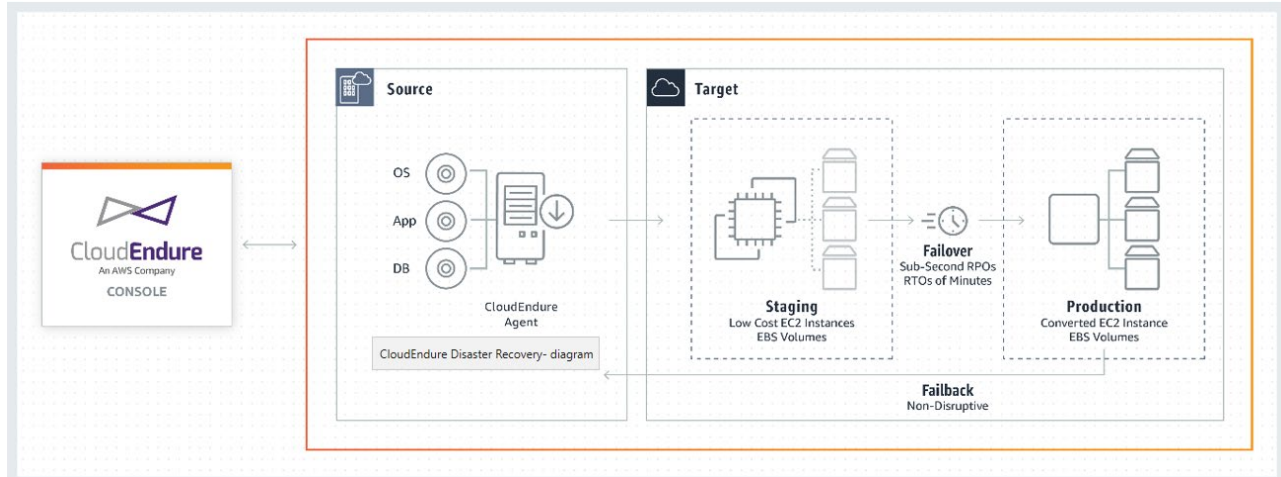 CloudEndure
An AWS Company
CONSOLE
Source
OS
App
DB
CloudEndure
Agent
CloudEndure Disaster Recovery- diagram
Target
Staging
Low Cost EC2 Instances
EBS Volumes
Failover
Sub-Second RPOs
RTOs of Minutes
Production
Converted EC2 Instance
EBS Volumes
Failback
Non-Disruptive